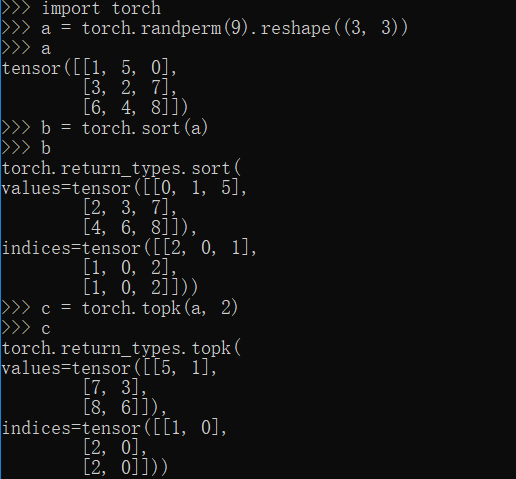 >>> import torch
>>> a = torch.randperm(9).reshape((3, 3))
>>> a
tensor([[1, 5, 0],
        [3, 2, 7],
        [6, 4, 8]])
>>> b = torch.sort(a)
>>> b
torch.return_types.sort(
values=tensor([[0, 1, 5],
        [2, 3, 7],
        [4, 6, 8]]),
indices=tensor([[2, 0, 1],
        [1, 0, 2],
        [1, 0, 2]]))
>>> c = torch.topk(a, 2)
>>> c
torch.return_types.topk(
values=tensor([[5, 1],
        [7, 3],
        [8, 6]]),
indices=tensor([[1, 0],
        [2, 0],
        [2, 0]]))